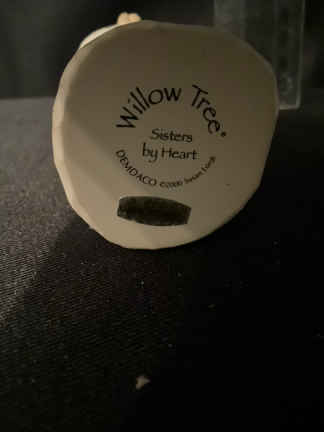 Willow Tree®
Sisters
by Heart
DEMDACO ©2000 Susan Lordi